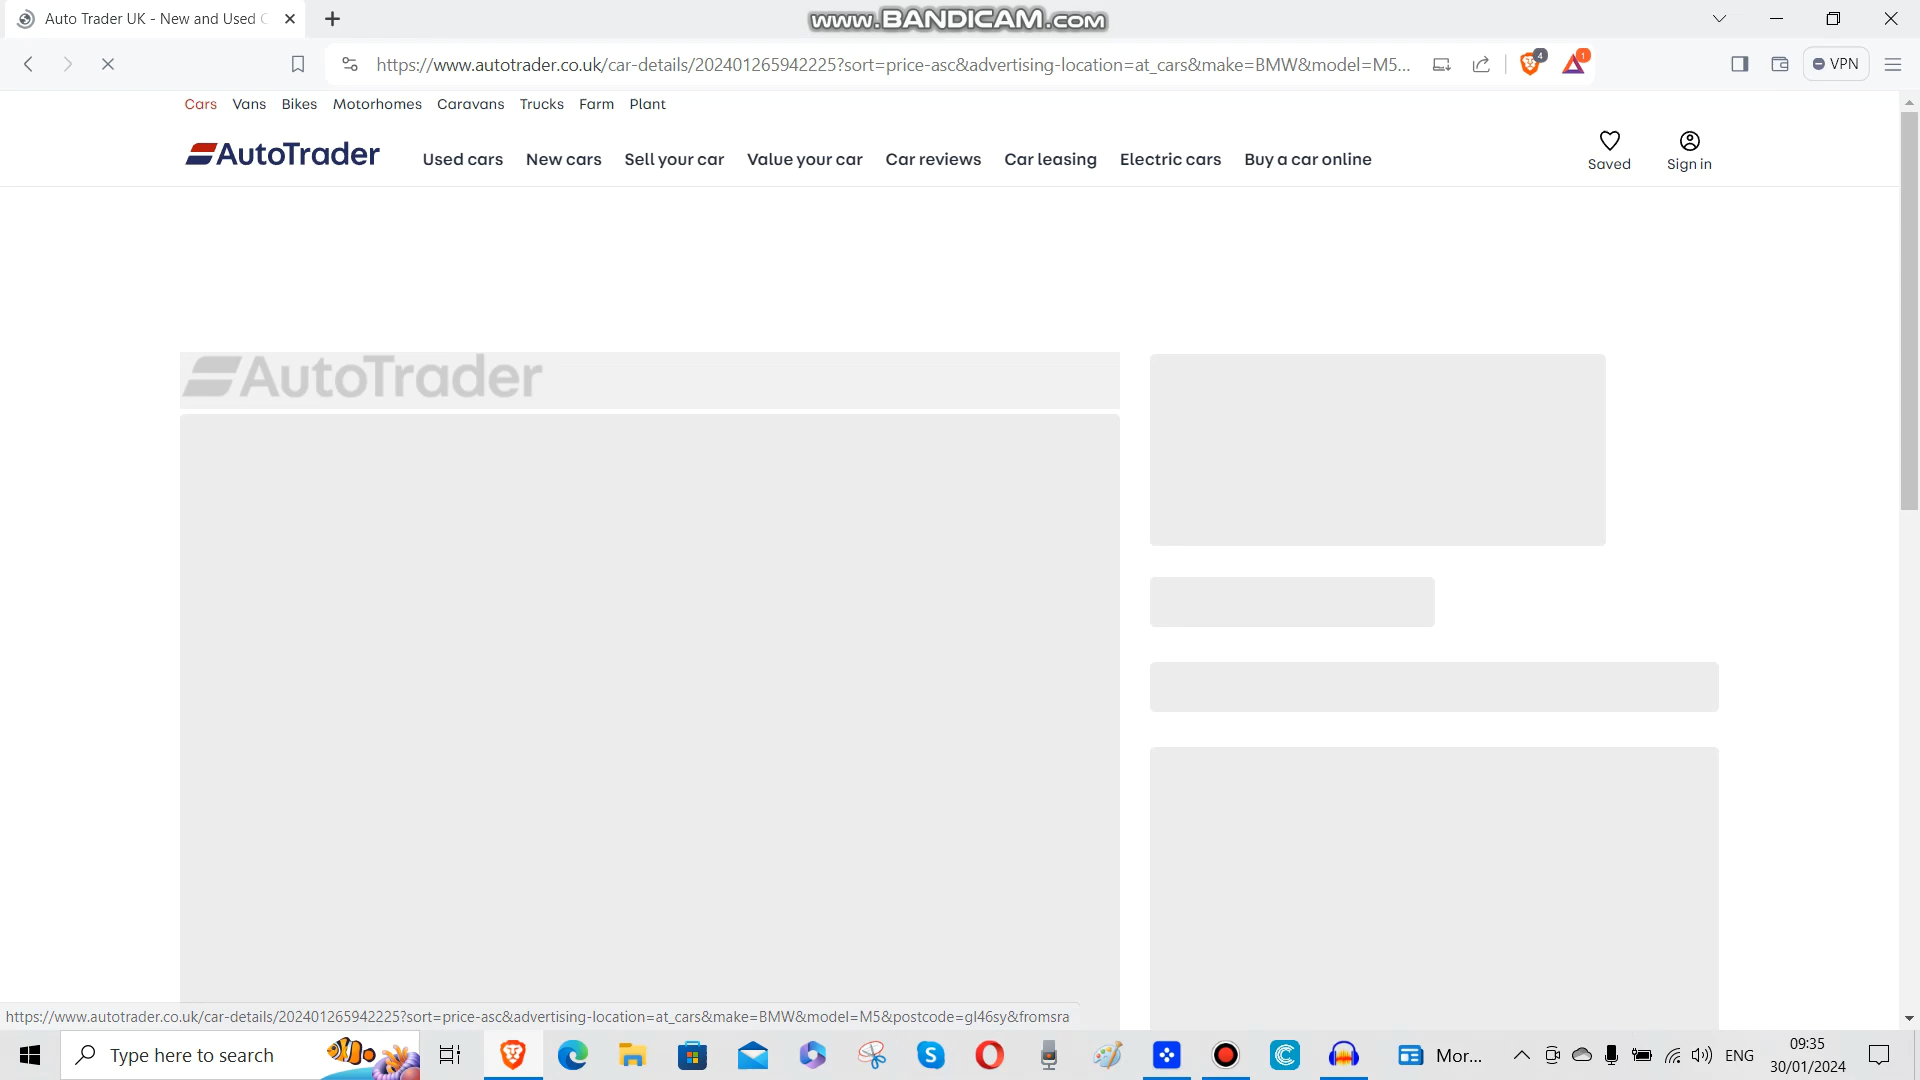 Auto Trader UK - New and Used C
www.BANDICAM.com
https://www.autotrader.co.uk/car-details/202401265942225?sort=price-asc&advertising-location=at_cars&make=BMW&model=M5...
4
1
VPN
Cars Vans Bikes Motorhomes Caravans Trucks Farm Plant
AutoTrader
Used cars New cars Sell your car Value your car Car reviews Car leasing Electric cars Buy a car online
Saved
Sign in
AutoTrader
https://www.autotrader.co.uk/car-details/202401265942225?sort=price-asc&advertising-location=at_cars&make=BMW&model=M5&postcode=gl46sy&fromsra
Type here to search
Mor...
ENG
09:35
30/01/2024